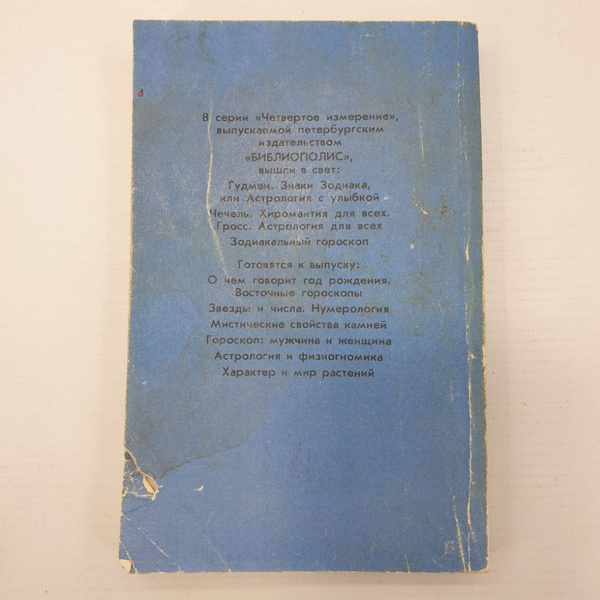 В серии «Четвертое измерение»,
выпускаемой петербургским
издательством
«БИБЛИОПОЛИС»,
вышли в свет:
Гудмен. Знаки Зодиака,
или Астрология с улыбкой
Чечель. Хиромантия для всех.
Гросс. Астрология для всех
Зодиакальный гороскоп
Готовятся к выпуску:
О чем говорит год рождения.
Восточные гороскопы
Звезды и числа. Нумерология
Мистические свойства камней
Гороскоп: мужчина и женщина
Астрология и физиогномика
Характер и мир растений